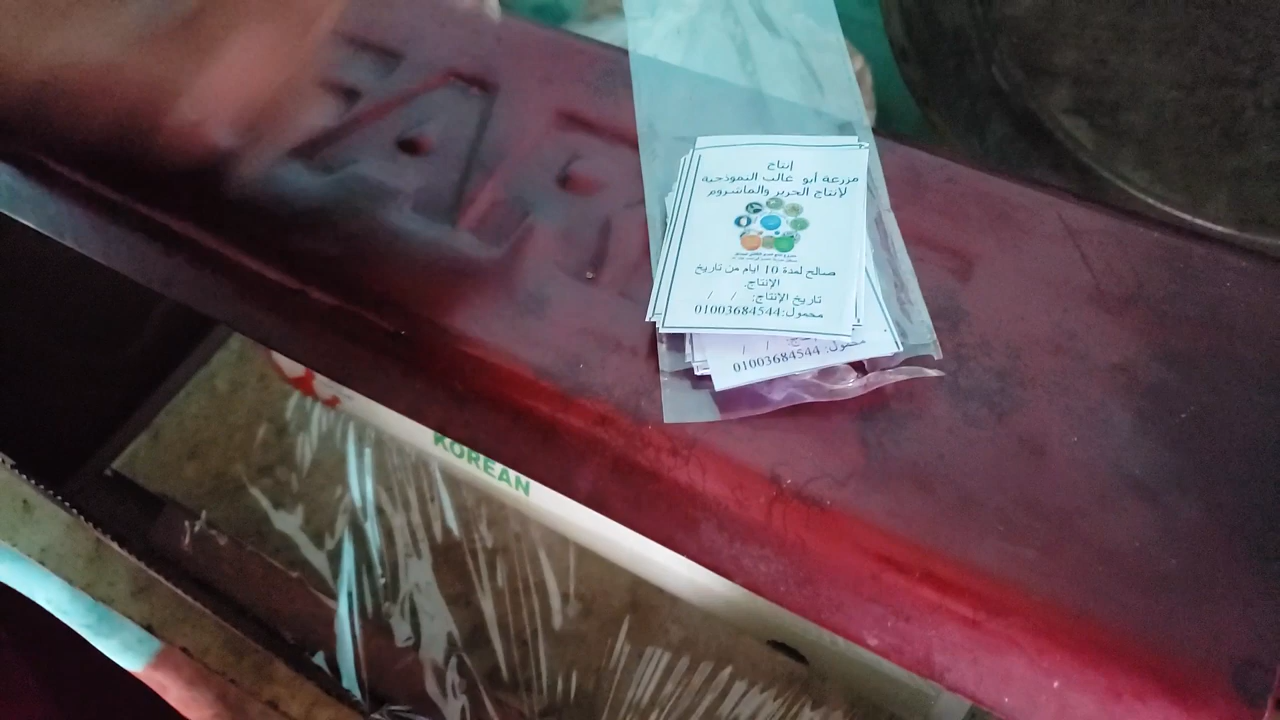 إنتاج
مزرعة أبو غالب النموذجية
لإنتاج الحرير والماشروم
صالح لمدة 10 ايام من تاريخ
الإنتاج.
تاريخ الإنتاج: / /
محمول:01003684544
/ /
محمول: 01003684544
KOREAN